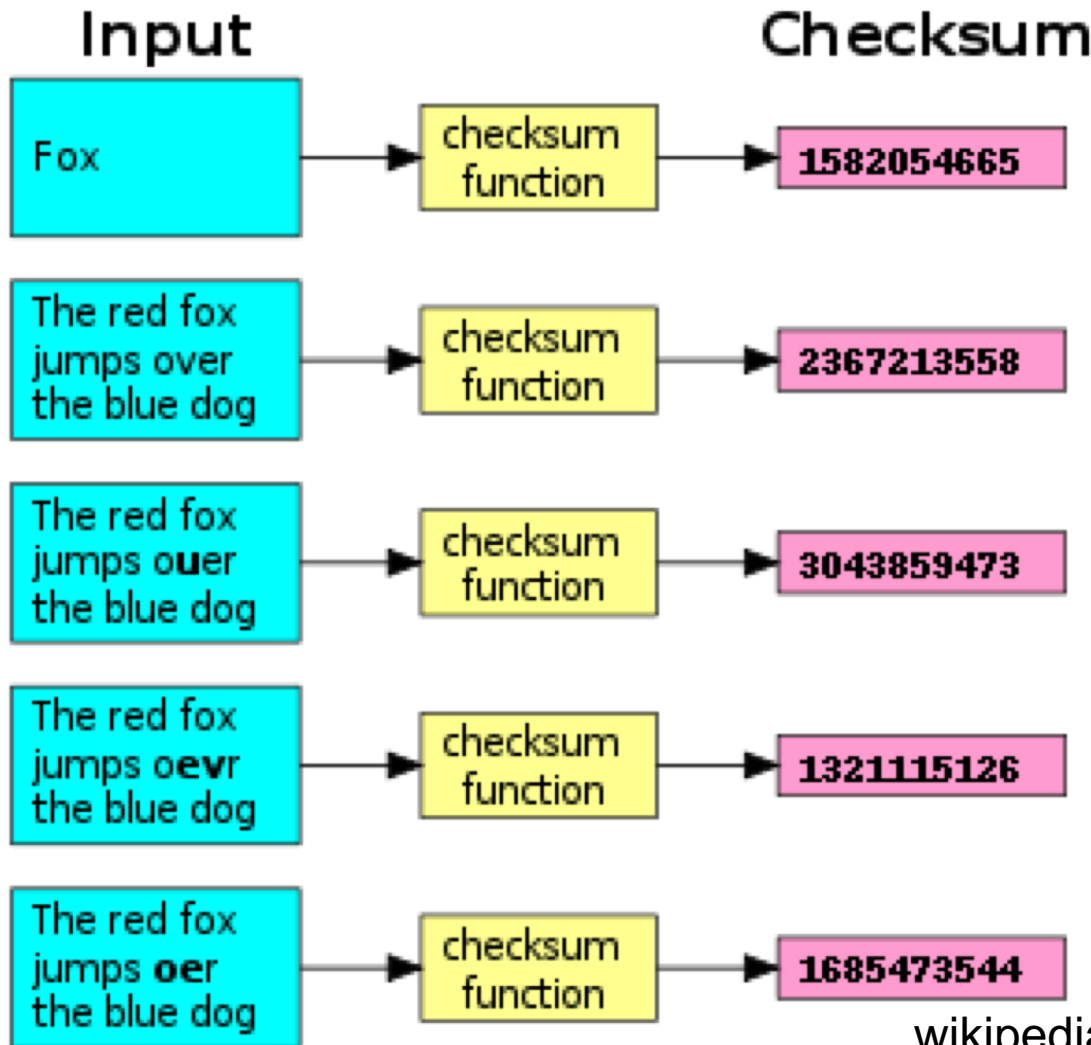 Input Checksum
Fox
checksum
function
1582054665
The red fox
jumps over
the blue dog
checksum
function
2367213558
The red fox
jumps ouer
the blue dog
checksum
function
3043859473
The red fox
jumps oevr
the blue dog
checksum
function
1321115126
The red fox
jumps oer
the blue dog
checksum
function
1685473544
wikipedia